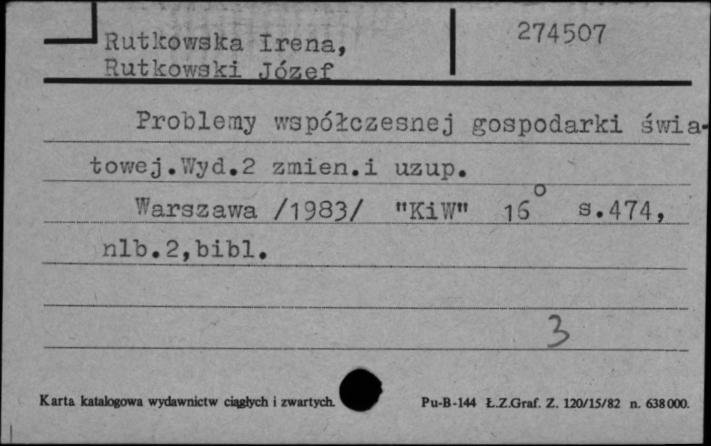 Rutkowska Irena,
274507
Rutkowski Józef
Problemy współczesnej gospodarki świa-
towej.Wyd.2 zmien.i uzup.
Warszawa /1983/ "KiW" 16° s.474,
nlb.2,bibl.
3
Karta katalogowa wydawnictw ciągłych i zwartych.
Pu-B-144 Ł.Z.Graf. Z. 120/15/82 n. 638000.